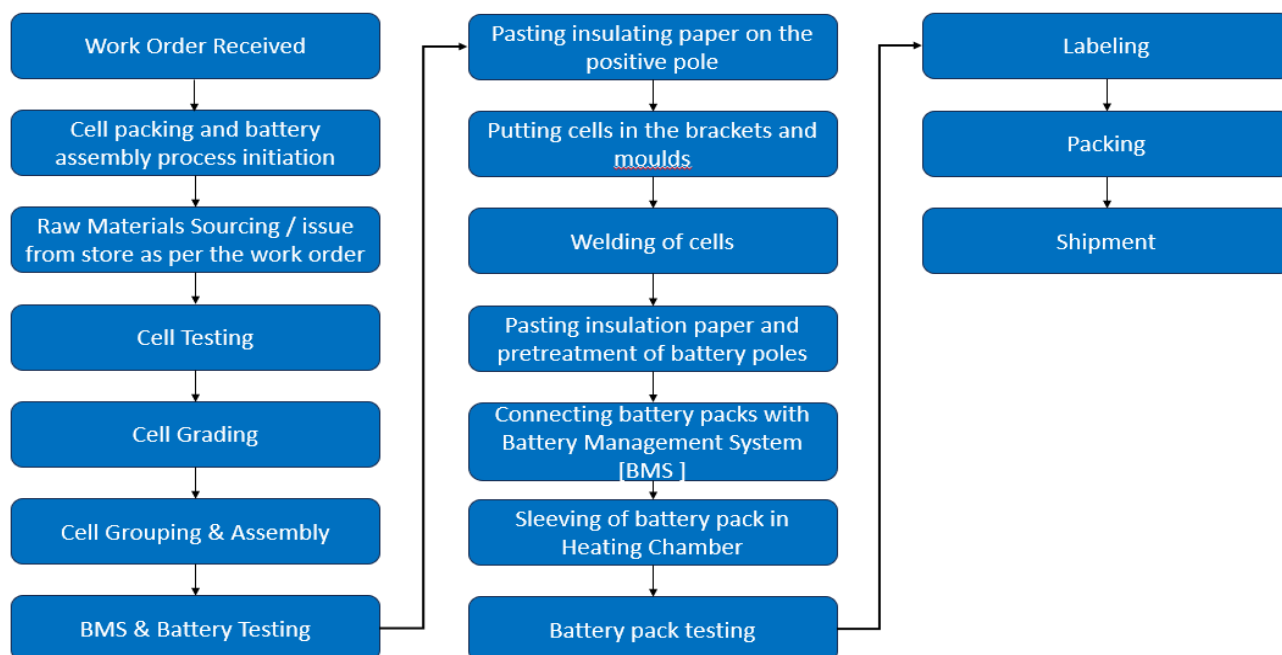 Work Order Received
Cell packing and battery
assembly process initiation
Raw Materials Sourcing / issue
from store as per the work order
Cell Testing
Cell Grading
Cell Grouping & Assembly
BMS & Battery Testing
Pasting insulating paper on the
positive pole
Putting cells in the brackets and
moulds
Welding of cells
Pasting insulation paper and
pretreatment of battery poles
Connecting battery packs with
Battery Management System
[BMS ]
Sleeving of battery pack in
Heating Chamber
Battery pack testing
Labeling
Packing
Shipment